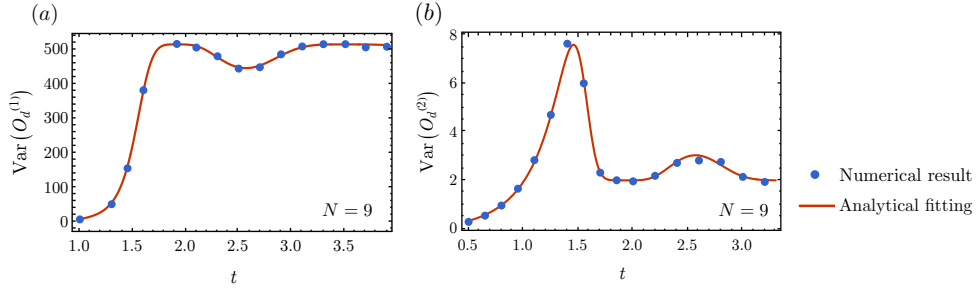 (a)
Var(O_d^{(1)})
500
400
300
200
100
0
1.0 1.5 2.0 2.5 3.0 3.5
N = 9
t
(b)
Var(O_d^{(2)})
8
6
4
2
0
0.5 1.0 1.5 2.0 2.5 3.0
N = 9
t
Numerical result
Analytical fitting